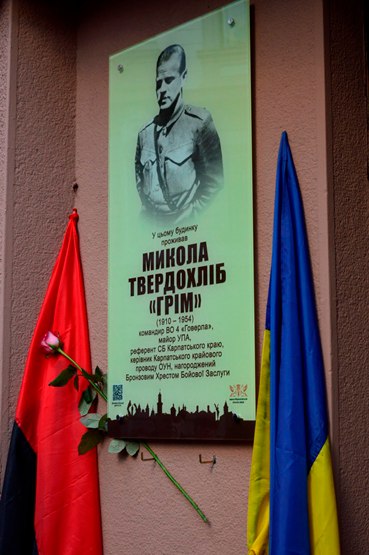 У цьому будинку
проживав
МИКОЛА
ТВЕРДОХЛІБ
«ГРІМ»
(1910 – 1954)
командир ВО 4 «Говерла»,
майор УПА,
референт СБ Карпатського краю,
керівник Карпатського крайового
проводу ОУН, нагороджений
Бронзовим Хрестом Бойової Заслуги